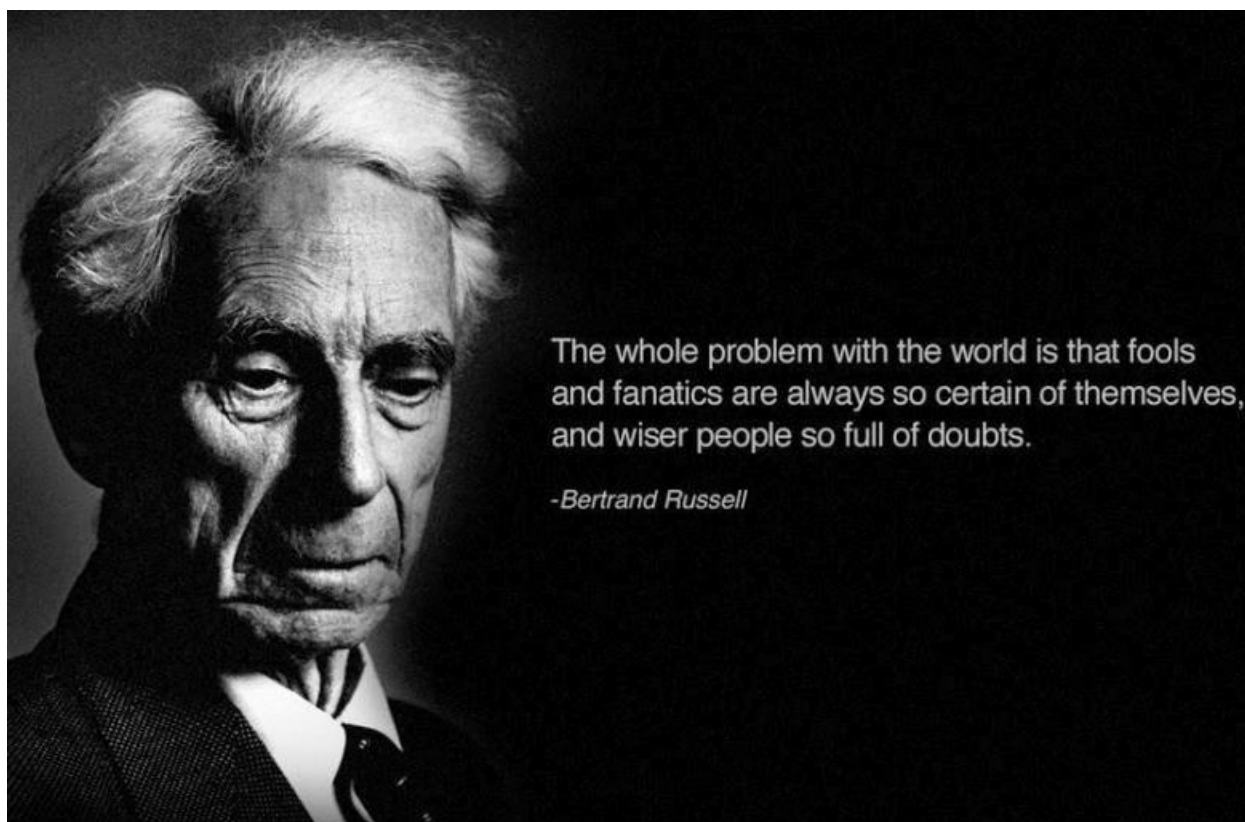 The whole problem with the world is that fools
and fanatics are always so certain of themselves,
and wiser people so full of doubts.
-Bertrand Russell